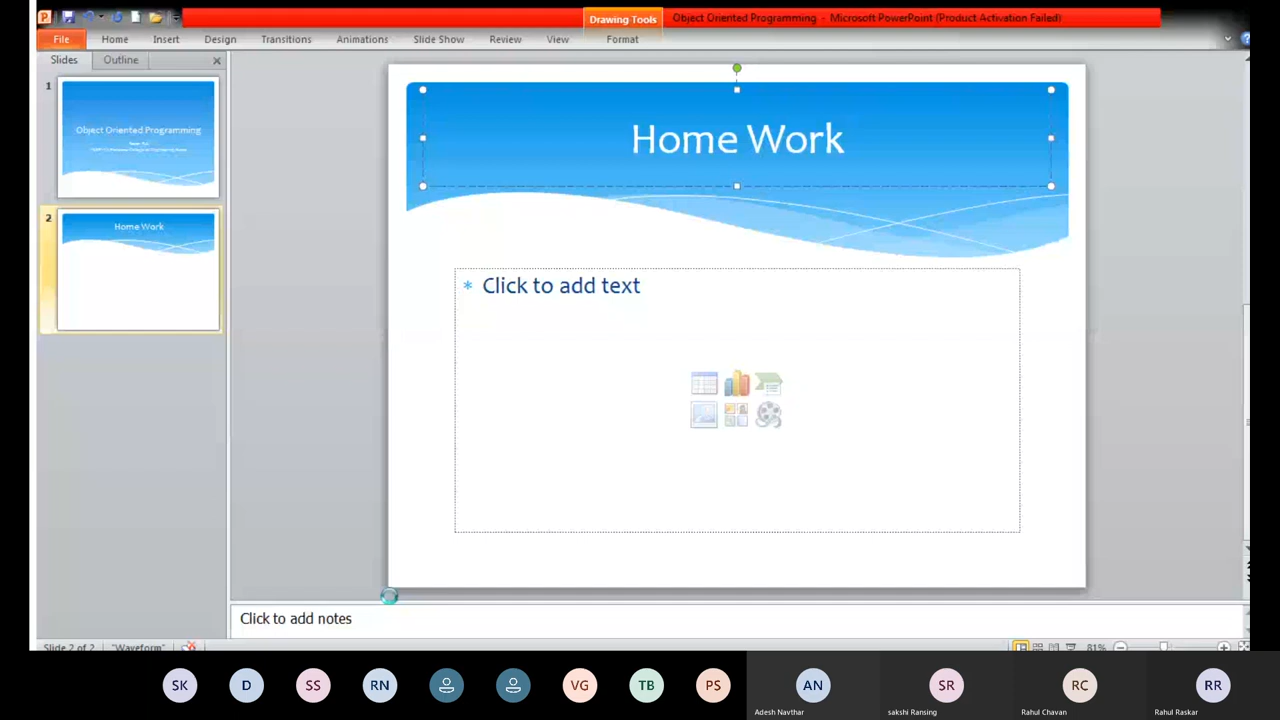 Drawing Tools
Object Oriented Programming - Microsoft PowerPoint (Product Activation Failed)
File Home Insert Design Transitions Animations Slide Show Review View Format
Slides Outline
1
Object Oriented Programming
2
Home Work
Home Work
Click to add text
Click to add notes
Slide 2 of 2 "Waveform" 81%
SK D SS RN VG TB PS AN SR RC RR
Adesh Navthar sakshi Ransing Rahul Chavan Rahul Raskar